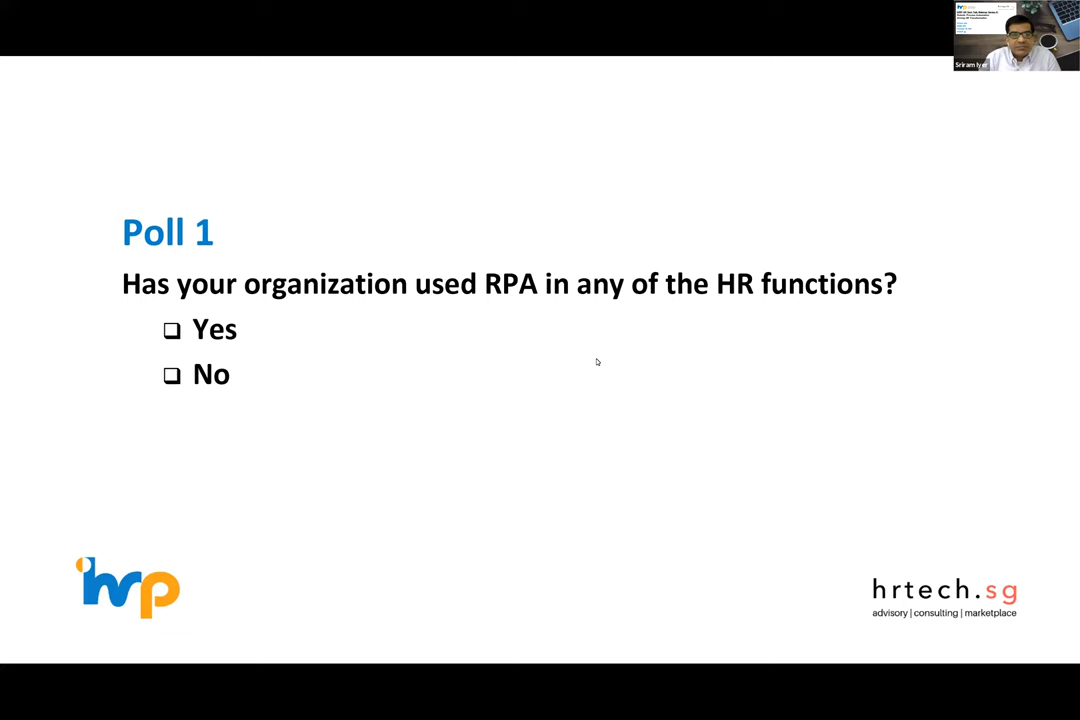 Sriram Iyer
Poll 1
Has your organization used RPA in any of the HR functions?
Yes
No
ihrp
hrtech.sg
advisory | consulting | marketplace